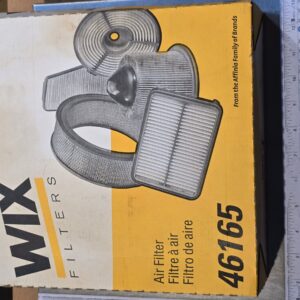 WIX
FILTERS
Air Filter
Filtre à air
Filtro de aire
46165
From the Affinia Family of Brands